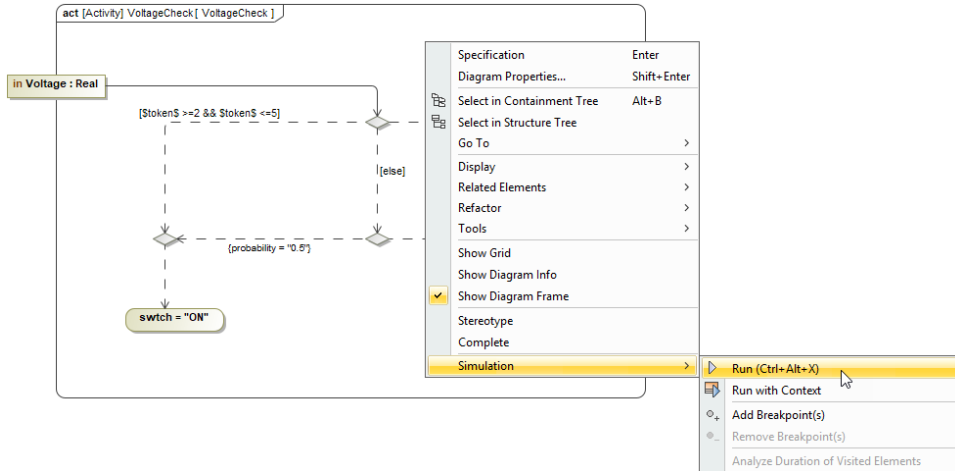 act [Activity] VoltageCheck [ VoltageCheck ]
in Voltage : Real
[$token$ >=2 && $token$ <=5]
[else]
{probability = "0.5"}
swtch = "ON"
Specification Enter
Diagram Properties... Shift+Enter
Select in Containment Tree Alt+B
Select in Structure Tree
Go To
Display
Related Elements
Refactor
Tools
Show Grid
Show Diagram Info
Show Diagram Frame
Stereotype
Complete
Simulation
Run (Ctrl+Alt+X)
Run with Context
Add Breakpoint(s)
Remove Breakpoint(s)
Analyze Duration of Visited Elements